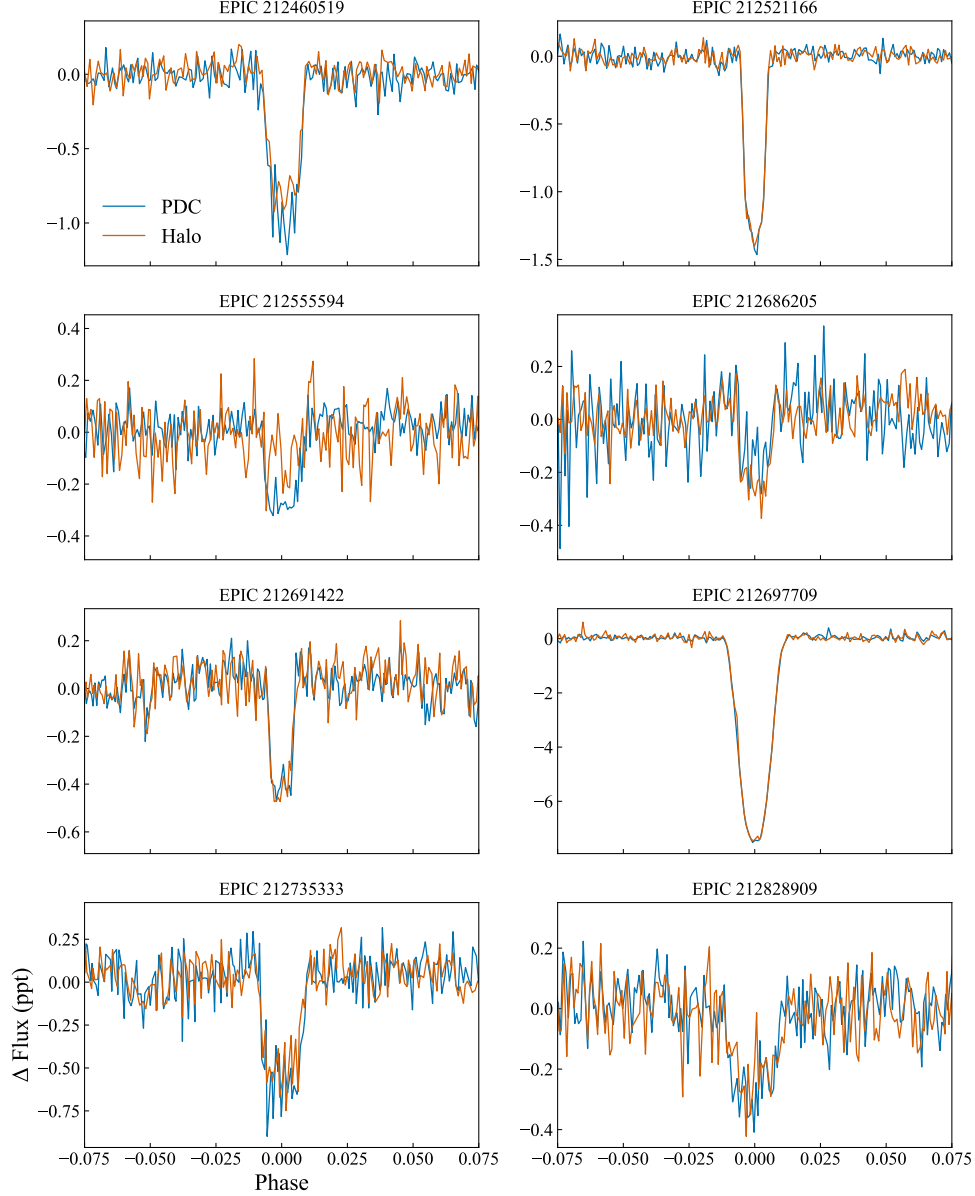 EPIC 212460519
EPIC 212521166
0.0
−0.5
−1.0
PDC
Halo
0.0
−0.5
−1.0
−1.5
EPIC 212555594
EPIC 212686205
0.4
0.2
0.0
−0.2
−0.4
0.2
0.0
−0.2
−0.4
EPIC 212691422
EPIC 212697709
0.2
0.0
−0.2
−0.4
−0.6
0
−2
−4
−6
EPIC 212735333
EPIC 212828909
Δ Flux (ppt)
0.25
0.00
−0.25
−0.50
−0.75
0.2
0.0
−0.2
−0.4
−0.075 −0.050 −0.025 0.000 0.025 0.050 0.075
−0.075 −0.050 −0.025 0.000 0.025 0.050 0.075
Phase